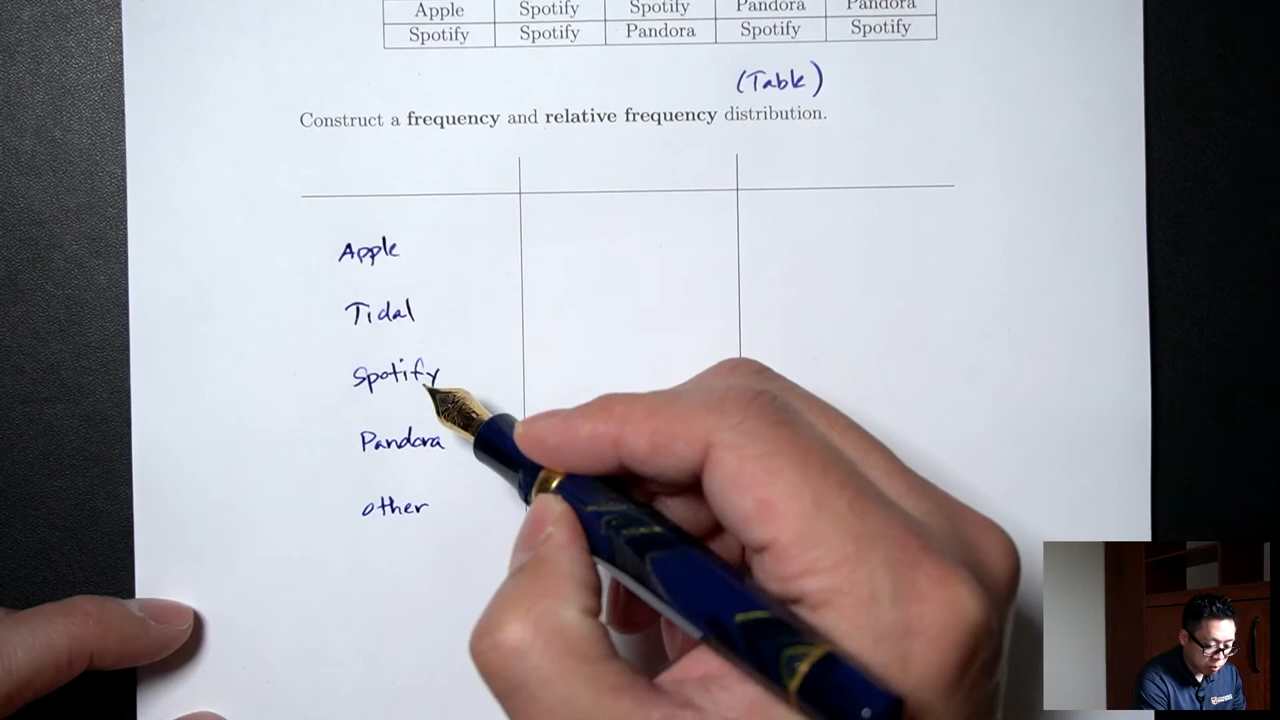 Apple Spotify Spotify Pandora Pandora
Spotify Spotify Pandora Spotify Spotify
(Table)
Construct a frequency and relative frequency distribution.
Apple
Tidal
Spotify
Pandora
other